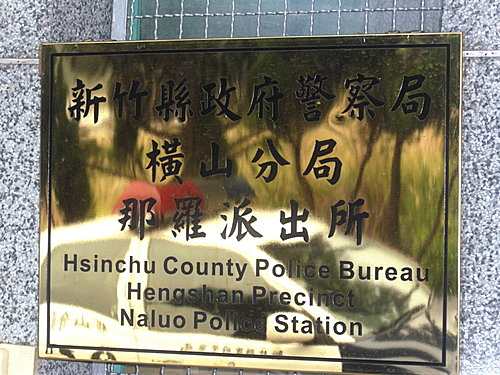 新竹縣政府警察局
橫山分局
那羅派出所
Hsinchu County Police Bureau
Hengshan Precinct
Naluo Police Station